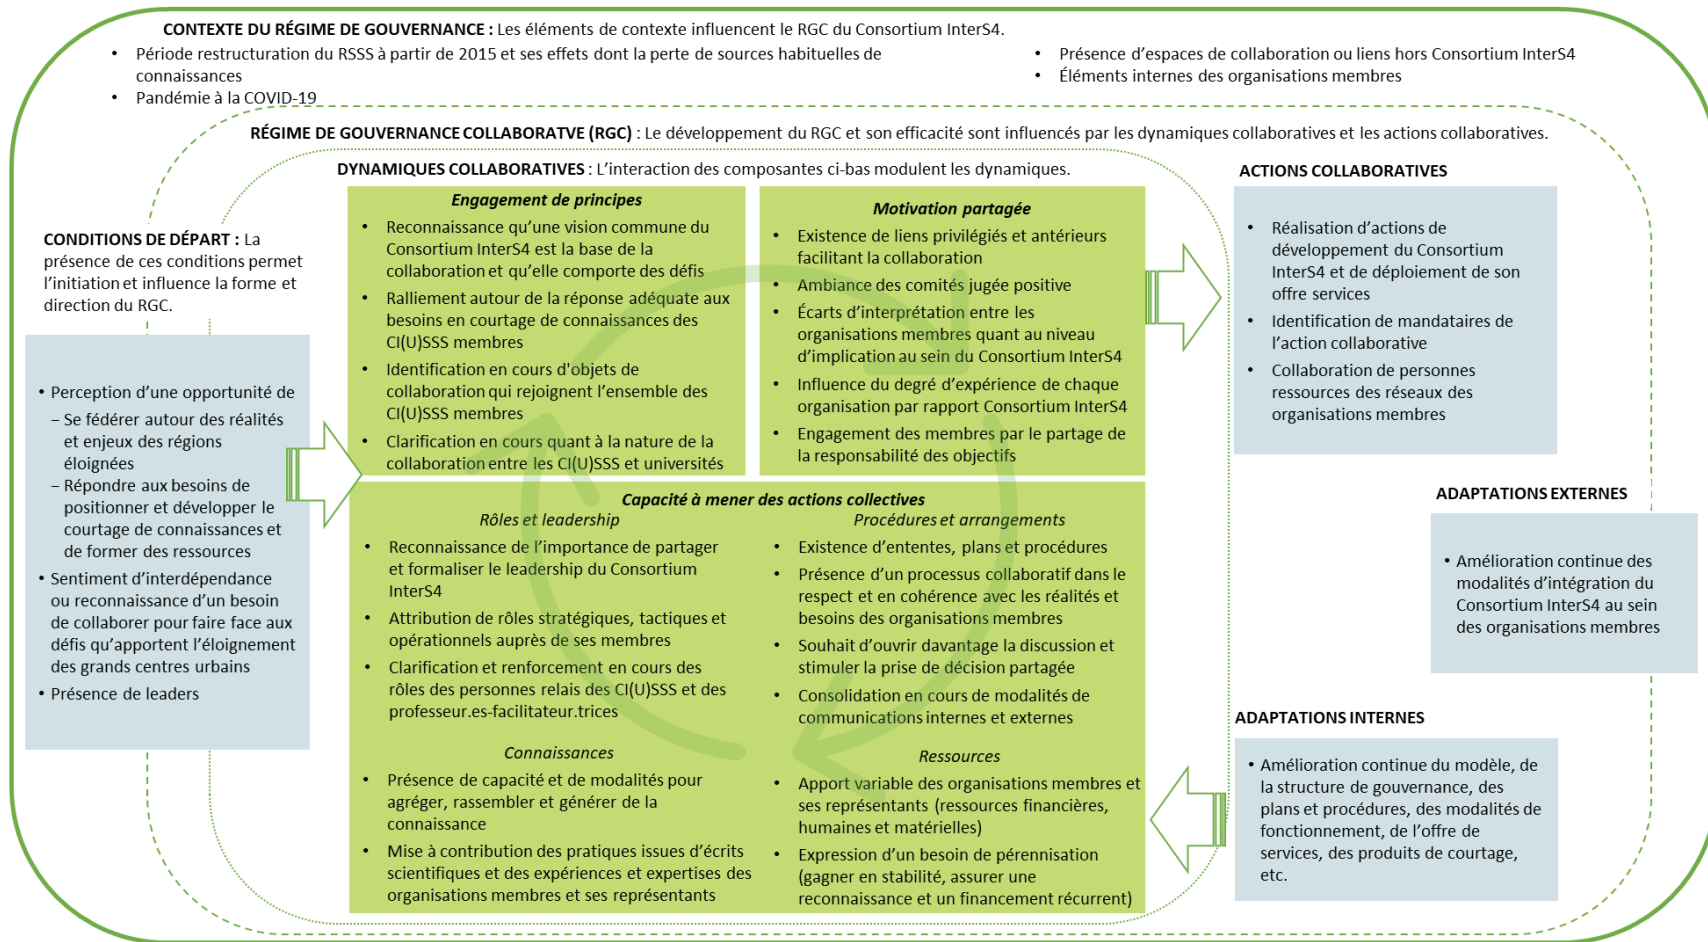 CONTEXTE DU RÉGIME DE GOUVERNANCE : Les éléments de contexte influencent le RGC du Consortium InterS4.
• Période restructuration du RSSS à partir de 2015 et ses effets dont la perte de sources habituelles de
connaissances
• Pandémie à la COVID-19
• Présence d'espaces de collaboration ou liens hors Consortium InterS4
• Éléments internes des organisations membres
RÉGIME DE GOUVERNANCE COLLABORATVE (RGC) : Le développement du RGC et son efficacité sont influencés par les dynamiques collaboratives et les actions collaboratives.
DYNAMIQUES COLLABORATIVES : L'interaction des composantes ci-bas modulent les dynamiques.
CONDITIONS DE DÉPART : La
présence de ces conditions permet
l'initiation et influence la forme et
direction du RGC.
• Perception d'une opportunité de
– Se fédérer autour des réalités
et enjeux des régions
éloignées
– Répondre aux besoins de
positionner et développer le
courtage de connaissances et
de former des ressources
• Sentiment d'interdépendance
ou reconnaissance d'un besoin
de collaborer pour faire face aux
défis qu'apportent l'éloignement
des grands centres urbains
• Présence de leaders
Engagement de principes
• Reconnaissance qu'une vision commune du
Consortium InterS4 est la base de la
collaboration et qu'elle comporte des défis
• Ralliement autour de la réponse adéquate aux
besoins en courtage de connaissances des
CI(U)SSS membres
• Identification en cours d'objets de
collaboration qui rejoignent l'ensemble des
CI(U)SSS membres
• Clarification en cours quant à la nature de la
collaboration entre les CI(U)SSS et universités
Motivation partagée
• Existence de liens privilégiés et antérieurs
facilitant la collaboration
• Ambiance des comités jugée positive
• Écarts d'interprétation entre les
organisations membres quant au niveau
d'implication au sein du Consortium InterS4
• Influence du degré d'expérience de chaque
organisation par rapport Consortium InterS4
• Engagement des membres par le partage de
la responsabilité des objectifs
Capacité à mener des actions collectives
Rôles et leadership
• Reconnaissance de l'importance de partager
et formaliser le leadership du Consortium
InterS4
• Attribution de rôles stratégiques, tactiques et
opérationnels auprès de ses membres
• Clarification et renforcement en cours des
rôles des personnes relais des CI(U)SSS et des
professeur.es-facilitateur.trices
Procédures et arrangements
• Existence d'ententes, plans et procédures
• Présence d'un processus collaboratif dans le
respect et en cohérence avec les réalités et
besoins des organisations membres
• Souhait d'ouvrir davantage la discussion et
stimuler la prise de décision partagée
• Consolidation en cours de modalités de
communications internes et externes
Connaissances
• Présence de capacité et de modalités pour
agréger, rassembler et générer de la
connaissance
• Mise à contribution des pratiques issues d'écrits
scientifiques et des expériences et expertises des
organisations membres et ses représentants
Ressources
• Apport variable des organisations membres et
ses représentants (ressources financières,
humaines et matérielles)
• Expression d'un besoin de pérennisation
(gagner en stabilité, assurer une
reconnaissance et un financement récurrent)
ACTIONS COLLABORATIVES
• Réalisation d'actions de
développement du Consortium
InterS4 et de déploiement de son
offre services
• Identification de mandataires de
l'action collaborative
• Collaboration de personnes
ressources des réseaux des
organisations membres
ADAPTATIONS EXTERNES
• Amélioration continue des
modalités d'intégration du
Consortium InterS4 au sein
des organisations membres
ADAPTATIONS INTERNES
• Amélioration continue du modèle, de
la structure de gouvernance, des
plans et procédures, des modalités de
fonctionnement, de l'offre de
services, des produits de courtage,
etc.